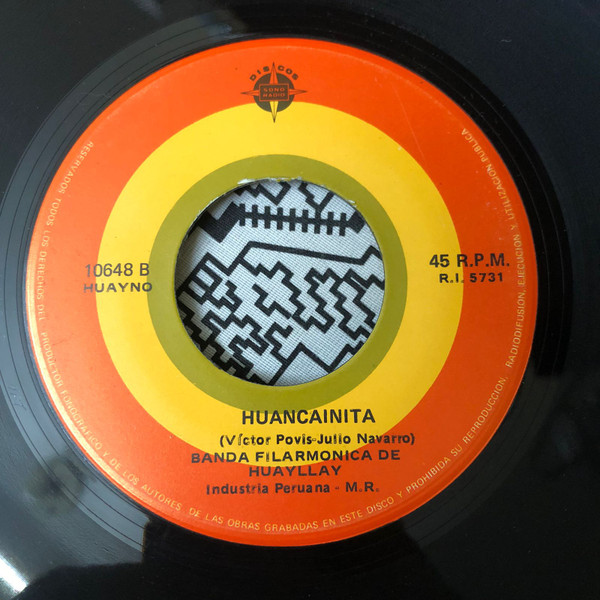 DISCOS
SONO
RADIO
10648 B
HUAYNO
45 R.P.M.
R.I. 5731
HUANCAINITA
(Víctor Povis-Julio Navarro)
BANDA FILARMONICA DE
HUAYLLAY
Industria Peruana - M.R.
RESERVADOS TODOS LOS DERECHOS DEL PRODUCTOR FONOGRAFICO Y DE LOS AUTORES DE LAS OBRAS GRABADAS EN ESTE DISCO Y PROHIBIDA SU REPRODUCCION, RADIODIFUSION, EJECUCION Y UTILIZACION PUBLICA